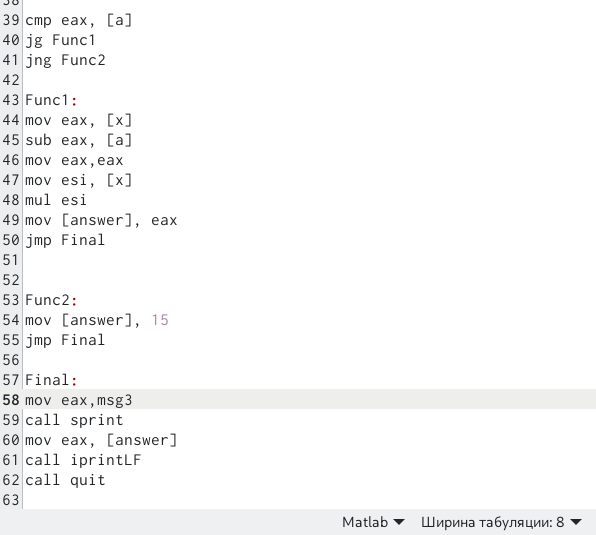 38
39 cmp eax, [a]
40 jg Func1
41 jng Func2
42
43 Func1:
44 mov eax, [x]
45 sub eax, [a]
46 mov eax,eax
47 mov esi, [x]
48 mul esi
49 mov [answer], eax
50 jmp Final
51
52
53 Func2:
54 mov [answer], 15
55 jmp Final
56
57 Final:
58 mov eax,msg3
59 call sprint
60 mov eax, [answer]
61 call iprintLF
62 call quit
63
Matlab Ширина табуляции: 8